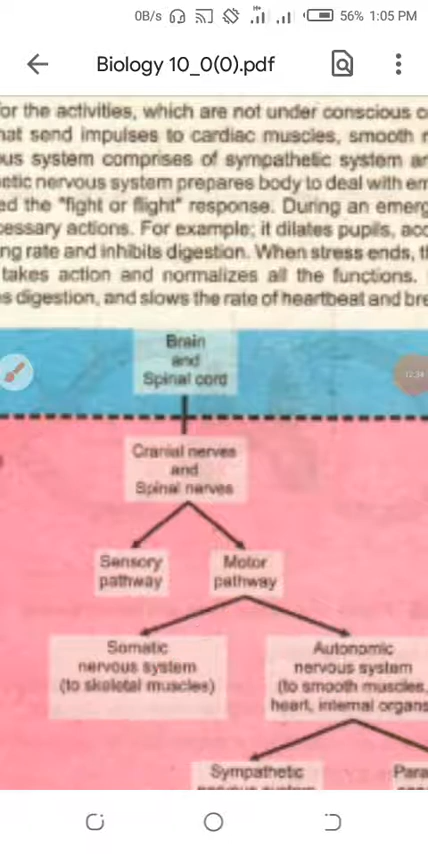 0B/s 56% 1:05 PM
Biology 10_0(0).pdf
for the activities, which are not under conscious c
hat send impulses to cardiac muscles, smooth
us system comprises of sympathetic system
etic nervous system prepares body to deal with em
ed the "fight or flight" response. During an emerg
cessary actions. For example; it dilates pupils, acc
ng rate and inhibits digestion. When stress ends, t
takes action and normalizes all the functions.
s digestion, and slows the rate of heartbeat and bre
Brain
and
Spinal cord
Cranial nerves
and
Spinal nerves
Sensory
pathway
Motor
pathway
Somatic
nervous system
(to skeletal muscles)
Autonomic
nervous system
(to smooth muscles,
heart, internal organs
Sympathetic
Para